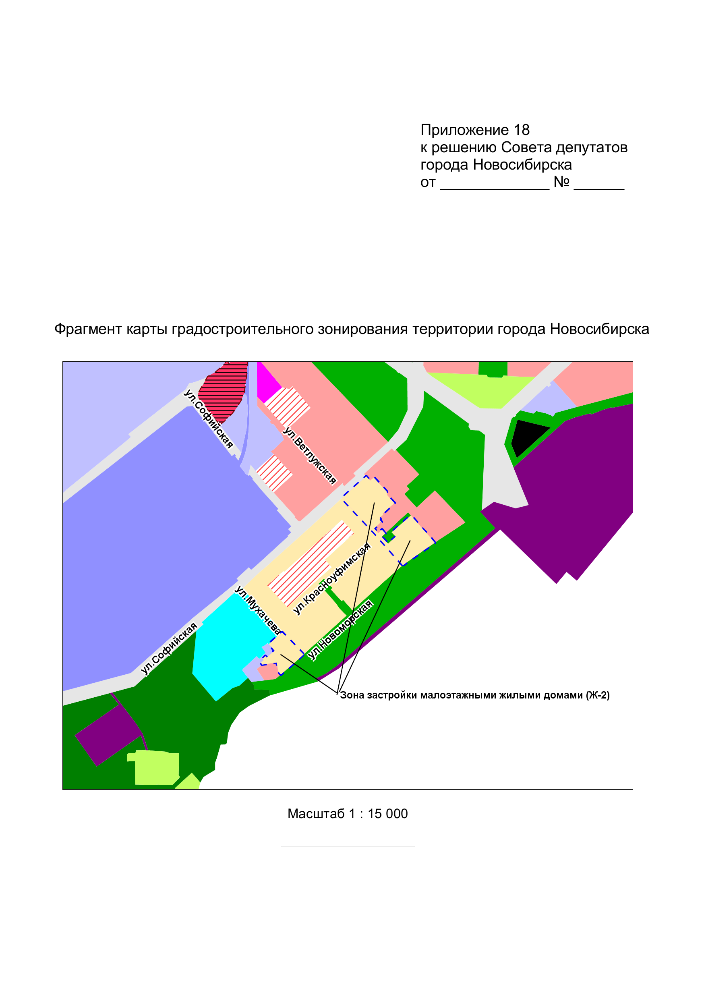 Приложение 18
к решению Совета депутатов
города Новосибирска
от _____________ № ______
Фрагмент карты градостроительного зонирования территории города Новосибирска
ул.Софийская
ул.Ветлужская
ул.Красноуфимская
ул.Мухачева
ул.Новоморская
ул.Софийская
Зона застройки малоэтажными жилыми домами (Ж-2)
Масштаб 1 : 15 000